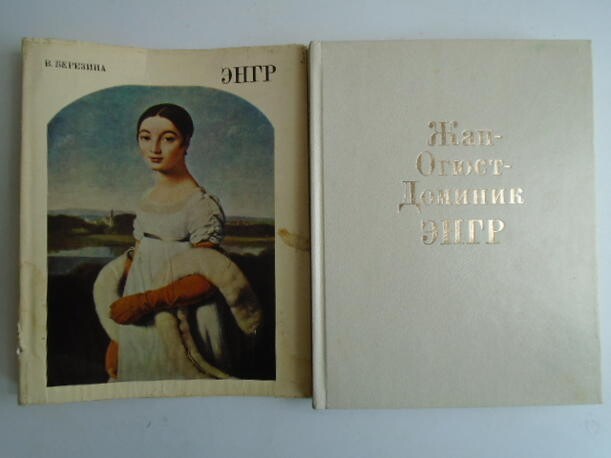 В. БЕРЕЗИНА
ЭНГР
Жан-
Огюст-
Доминик
ЭНГР